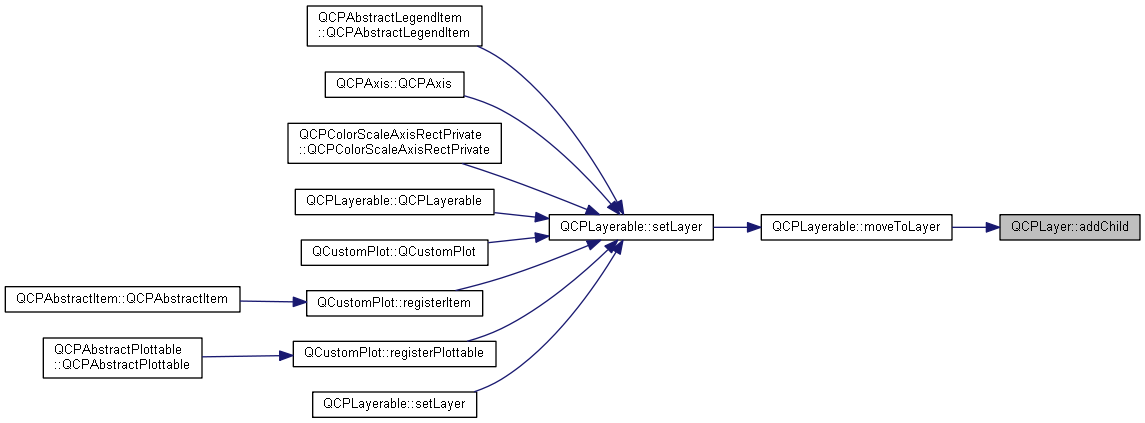 QCPAbstractLegendItem
::QCPAbstractLegendItem
QCPAxis::QCPAxis
QCPColorScaleAxisRectPrivate
::QCPColorScaleAxisRectPrivate
QCPLayerable::QCPLayerable
QCPLayerable::setLayer
QCPLayerable::moveToLayer
QCPLayer::addChild
QCustomPlot::QCustomPlot
QCPAbstractItem::QCPAbstractItem
QCustomPlot::registerItem
QCPAbstractPlottable
::QCPAbstractPlottable
QCustomPlot::registerPlottable
QCPLayerable::setLayer